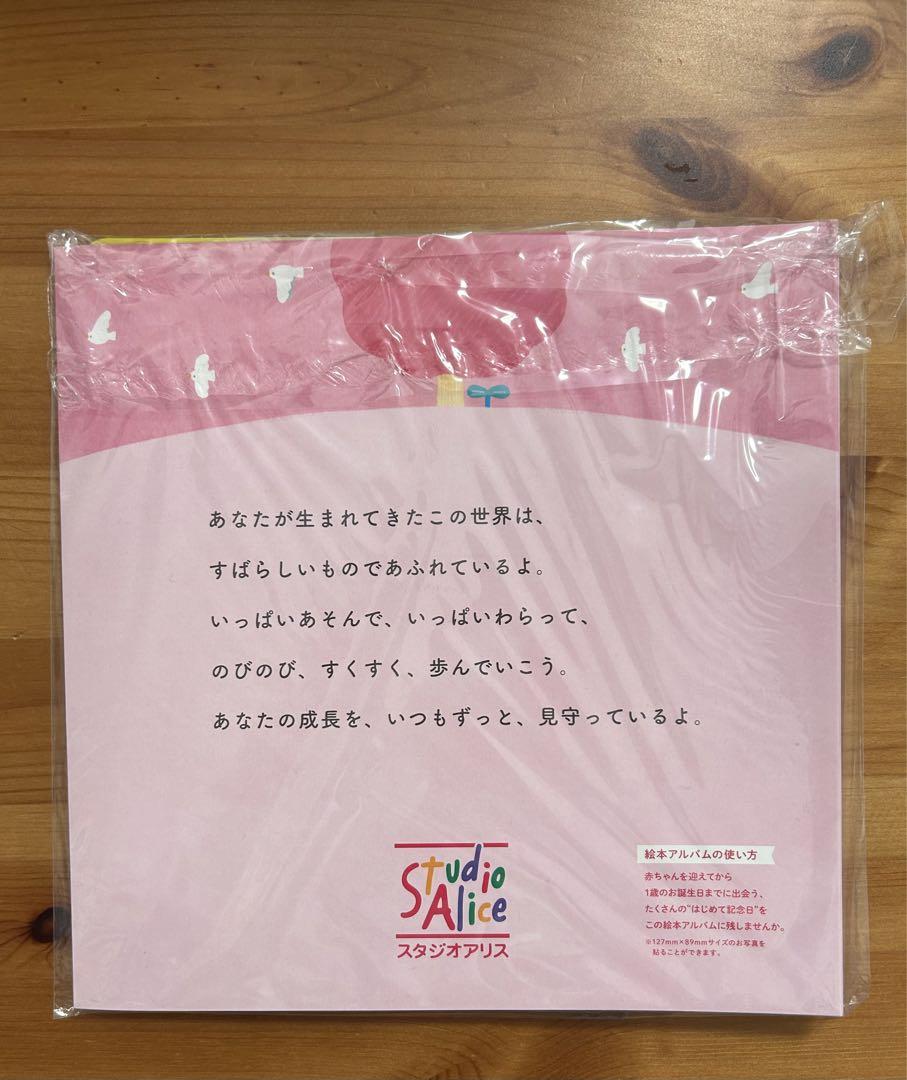 あなたが生まれてきたこの世界は、
すばらしいものであふれているよ。
いっぱいあそんで、いっぱいわらって、
のびのび、すくすく、歩んでいこう。
あなたの成長を、いつもずっと、見守っているよ。
Studio
Alice
スタジオアリス
絵本アルバムの使い方
赤ちゃんを迎えてから
1歳のお誕生日までに出会う、
たくさんの“はじめて記念日”を
この絵本アルバムに残しませんか。
※127mm×89mmサイズのお写真を
貼ることができます。